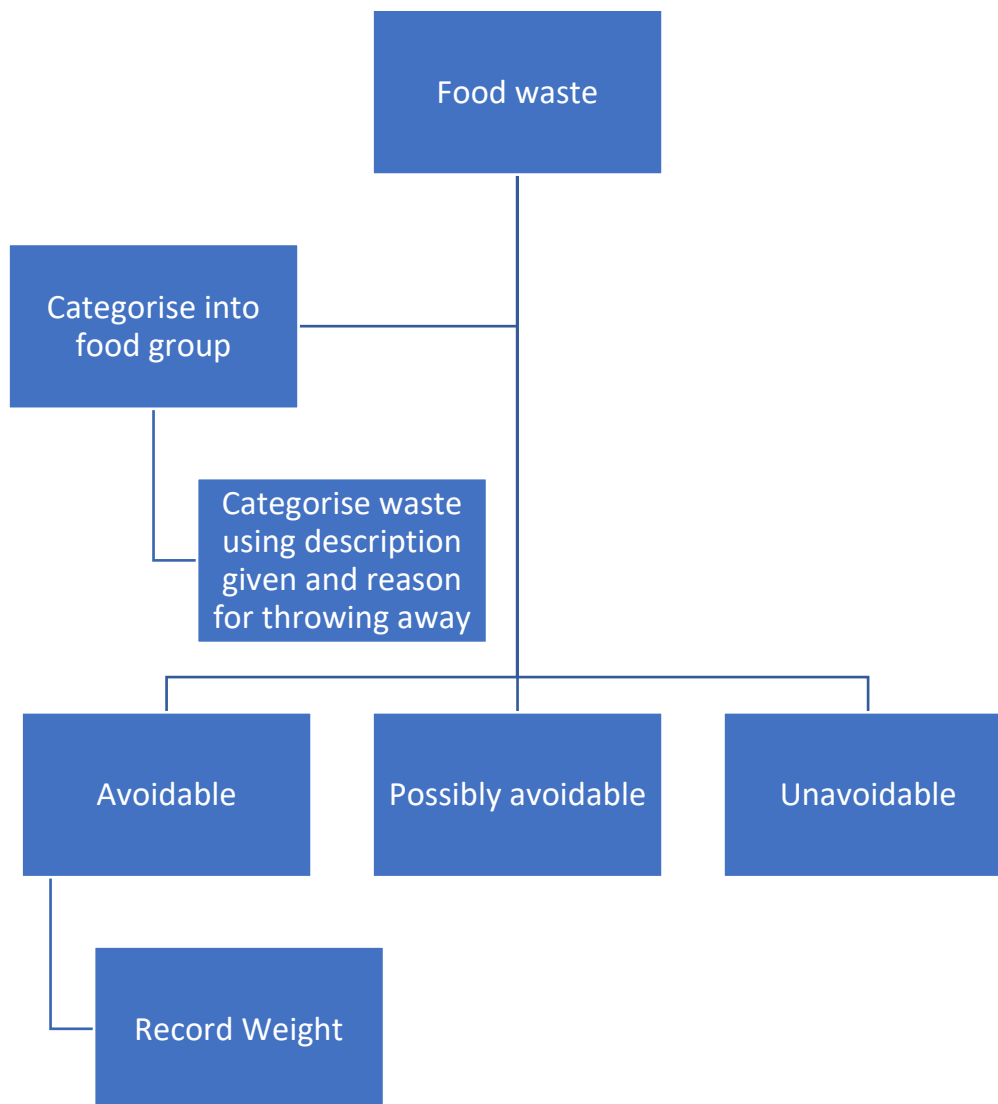 Food waste
Categorise into
food group
Categorise waste
using description
given and reason
for throwing away
Avoidable
Possibly avoidable
Unavoidable
Record Weight